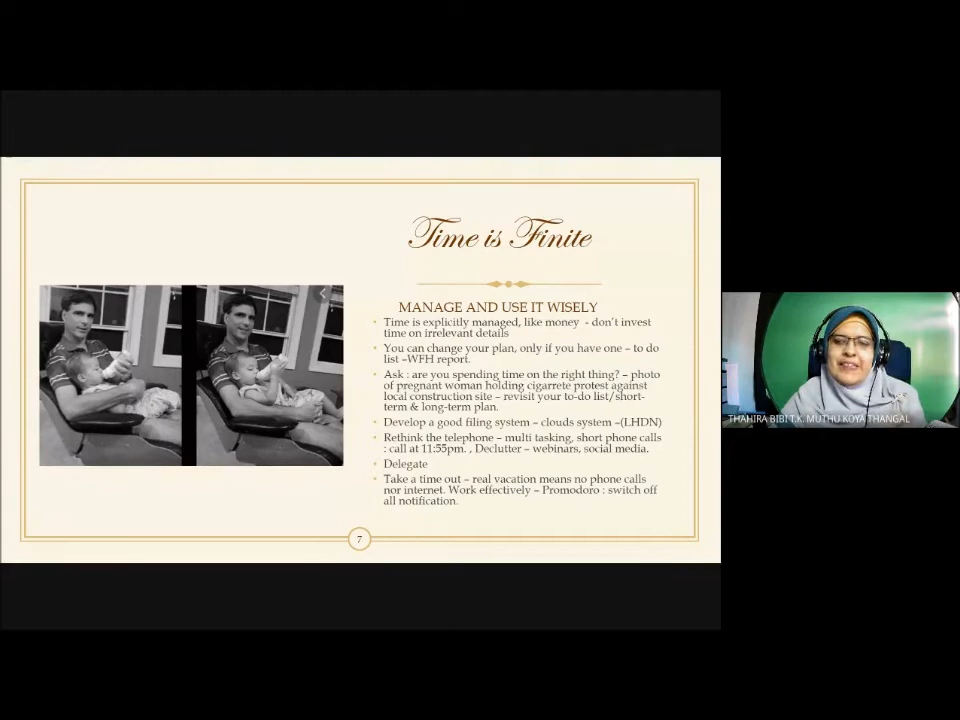 Time is Finite
MANAGE AND USE IT WISELY
• Time is explicitly managed, like money - don't invest
time on irrelevant details
• You can change your plan, only if you have one – to do
list –WFH report.
• Ask : are you spending time on the right thing? – photo
of pregnant woman holding cigarrete protest against
local construction site – revisit your to-do list/short-
term & long-term plan.
• Develop a good filing system – clouds system –(LHDN)
• Rethink the telephone – multi tasking, short phone calls
: call at 11:55pm. , Declutter – webinars, social media.
• Delegate
• Take a time out – real vacation means no phone calls
nor internet. Work effectively – Promodoro : switch off
all notification.
7
THAHIRA BIBI T.K. MUTHU KOYA THANGAL